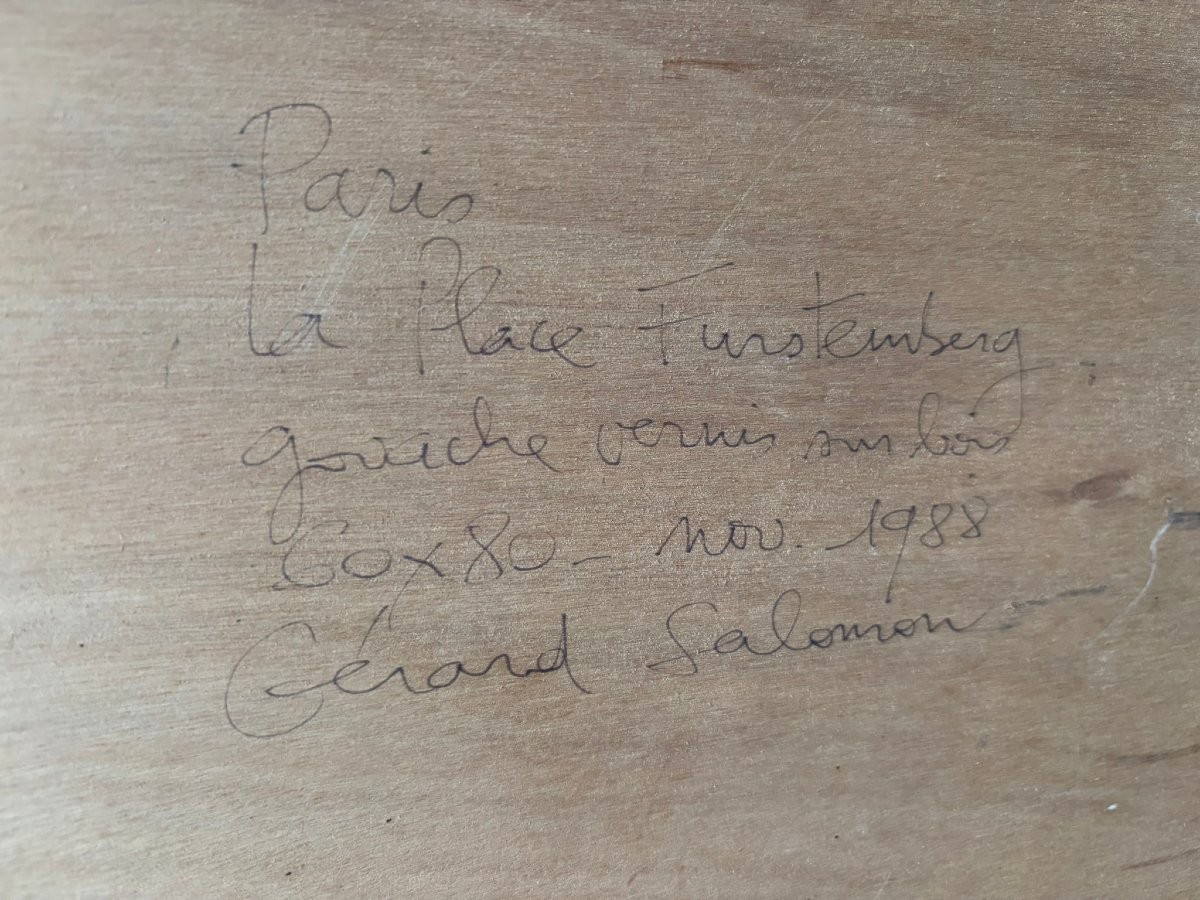 Paris
La Place Furstemberg
gouache vernis sur bois
60x80 - nov. 1988
Gérard Salomon